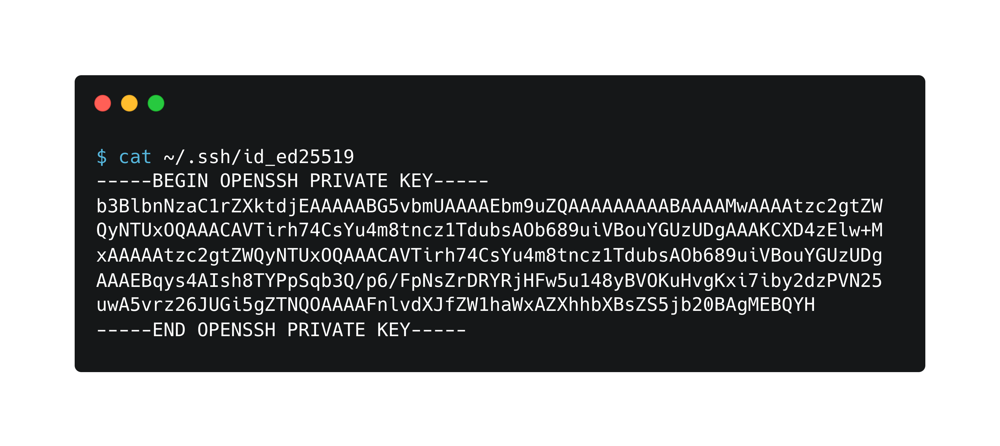 $ cat ~/.ssh/id_ed25519
-----BEGIN OPENSSH PRIVATE KEY-----
b3BlbnNzaC1rZXktdjEAAAAABG5vbmUAAAAEbm9uZQAAAAAAAAABAAAAMwAAAAtzc2gtZW
QyNTUxOQAAACAVTirh74CsYu4m8tncz1TdubsAOb689uiVBouYGUzUDgAAAKCXD4zElw+M
xAAAAAtzc2gtZWQyNTUxOQAAACAVTirh74CsYu4m8tncz1TdubsAOb689uiVBouYGUzUDg
AAAEBqys4AIsh8TYPpSqb3Q/p6/FpNsZrDRYRjHFw5u148yBVOKuHvgKxi7iby2dzPVN25
uwA5vrz26JUGi5gZTNQOAAAAFnlvdXJfZW1haWxAZXhhbXBsZS5jb20BAgMEBQYH
-----END OPENSSH PRIVATE KEY-----